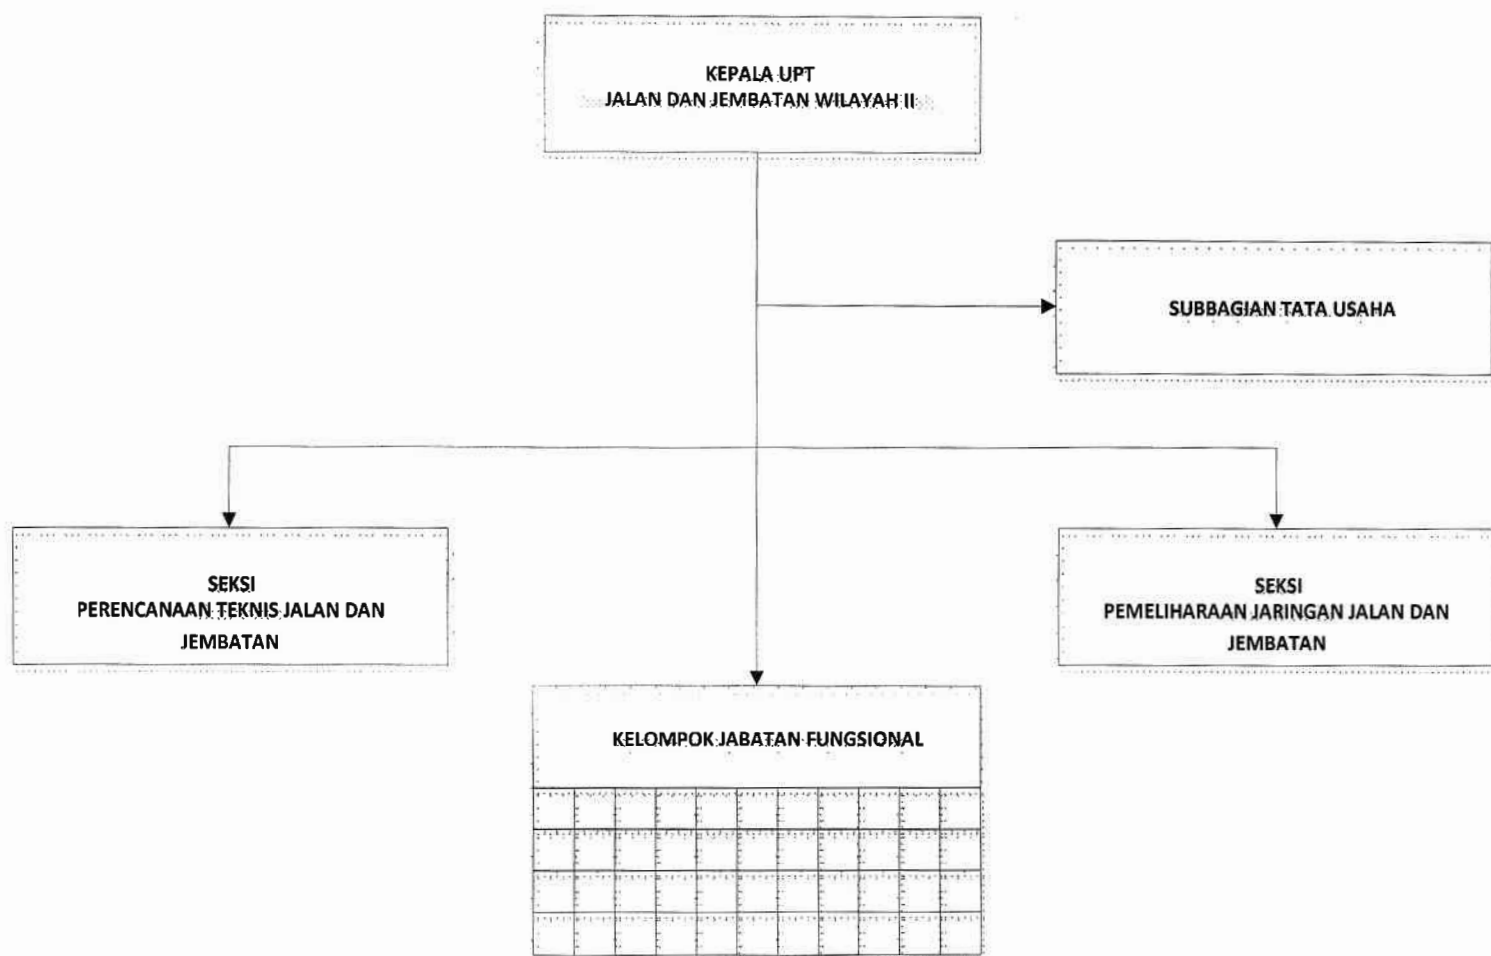 KEPALA UPT
JALAN DAN JEMBATAN WILAYAH II
SUBBAGIAN TATA USAHA
SEKSI
PERENCANAAN TEKNIS JALAN DAN
JEMBATAN
SEKSI
PEMELIHARAAN JARINGAN JALAN DAN
JEMBATAN
KELOMPOK JABATAN FUNGSIONAL